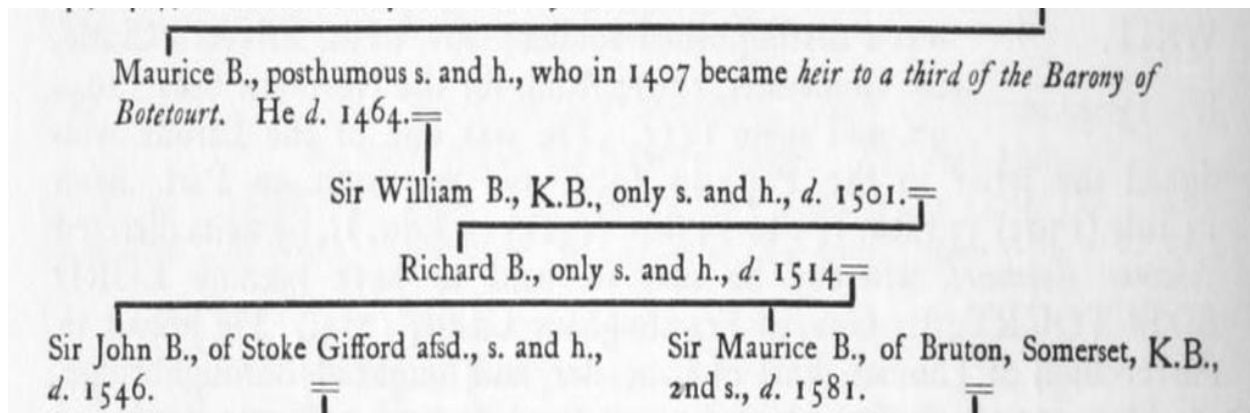 Maurice B., posthumous s. and h., who in 1407 became heir to a third of the Barony of
Botetourt. He d. 1464.=
Sir William B., K.B., only s. and h., d. 1501.=
Richard B., only s. and h., d. 1514=
Sir John B., of Stoke Gifford afsd., s. and h.,
d. 1546. =
Sir Maurice B., of Bruton, Somerset, K.B.,
2nd s., d. 1581. =